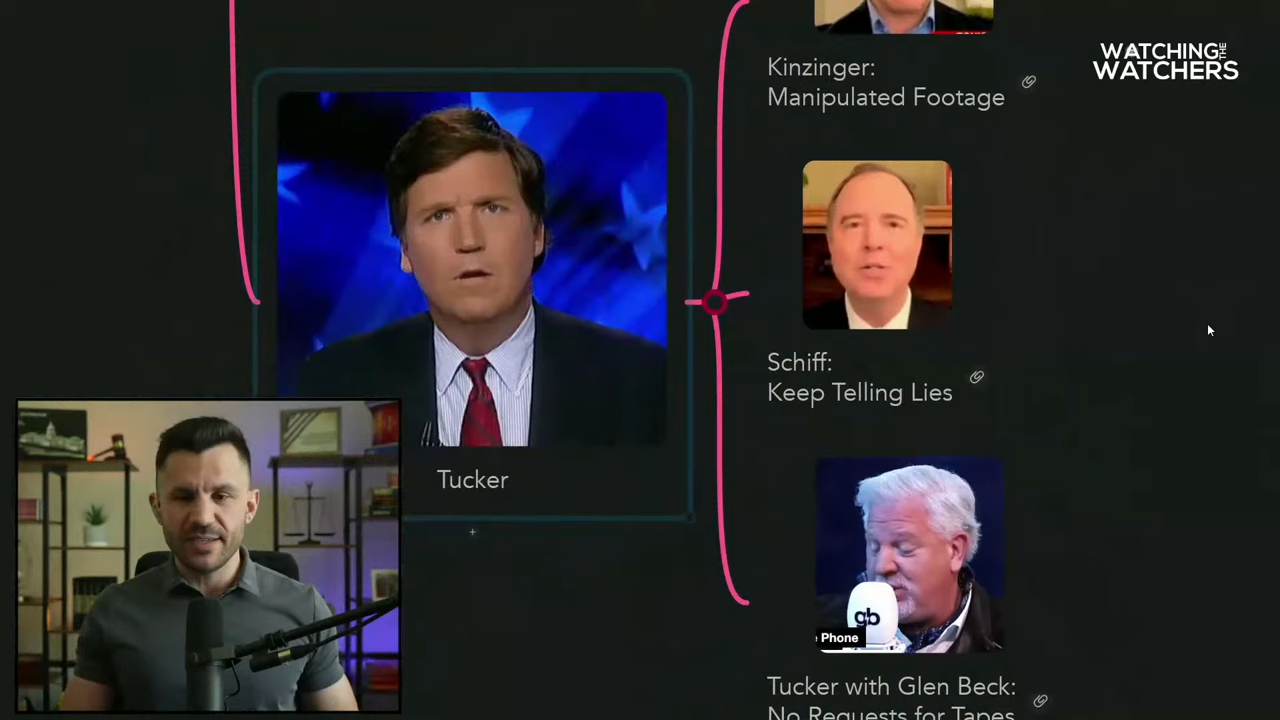 WATCHING THE
WATCHERS
Kinzinger:
Manipulated Footage
Schiff:
Keep Telling Lies
Tucker
gb
Phone
Tucker with Glen Beck:
No Requests for Tapes